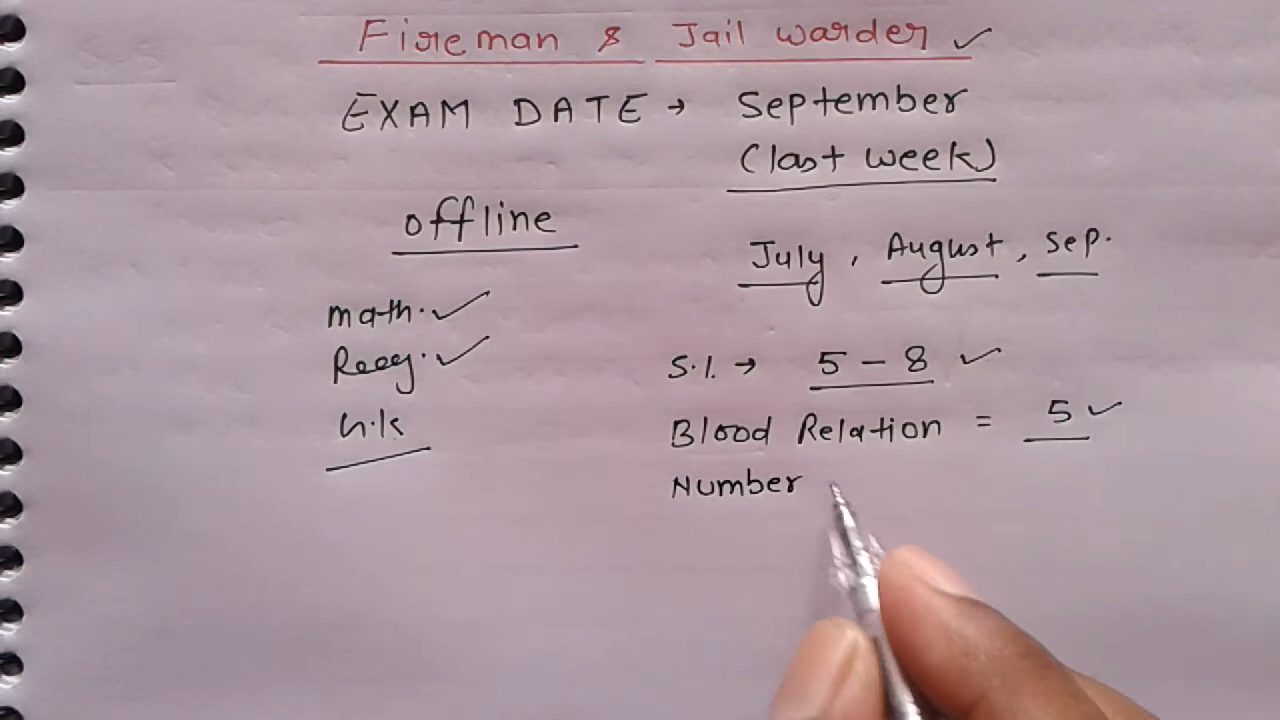 Fireman & Jail warder ✓
EXAM DATE → September
(last week)
offline
July, August, Sep.
math. ✓
Reog. ✓
S.I. → 5 – 8 ✓
G.K
Blood Relation = 5 ✓
Number